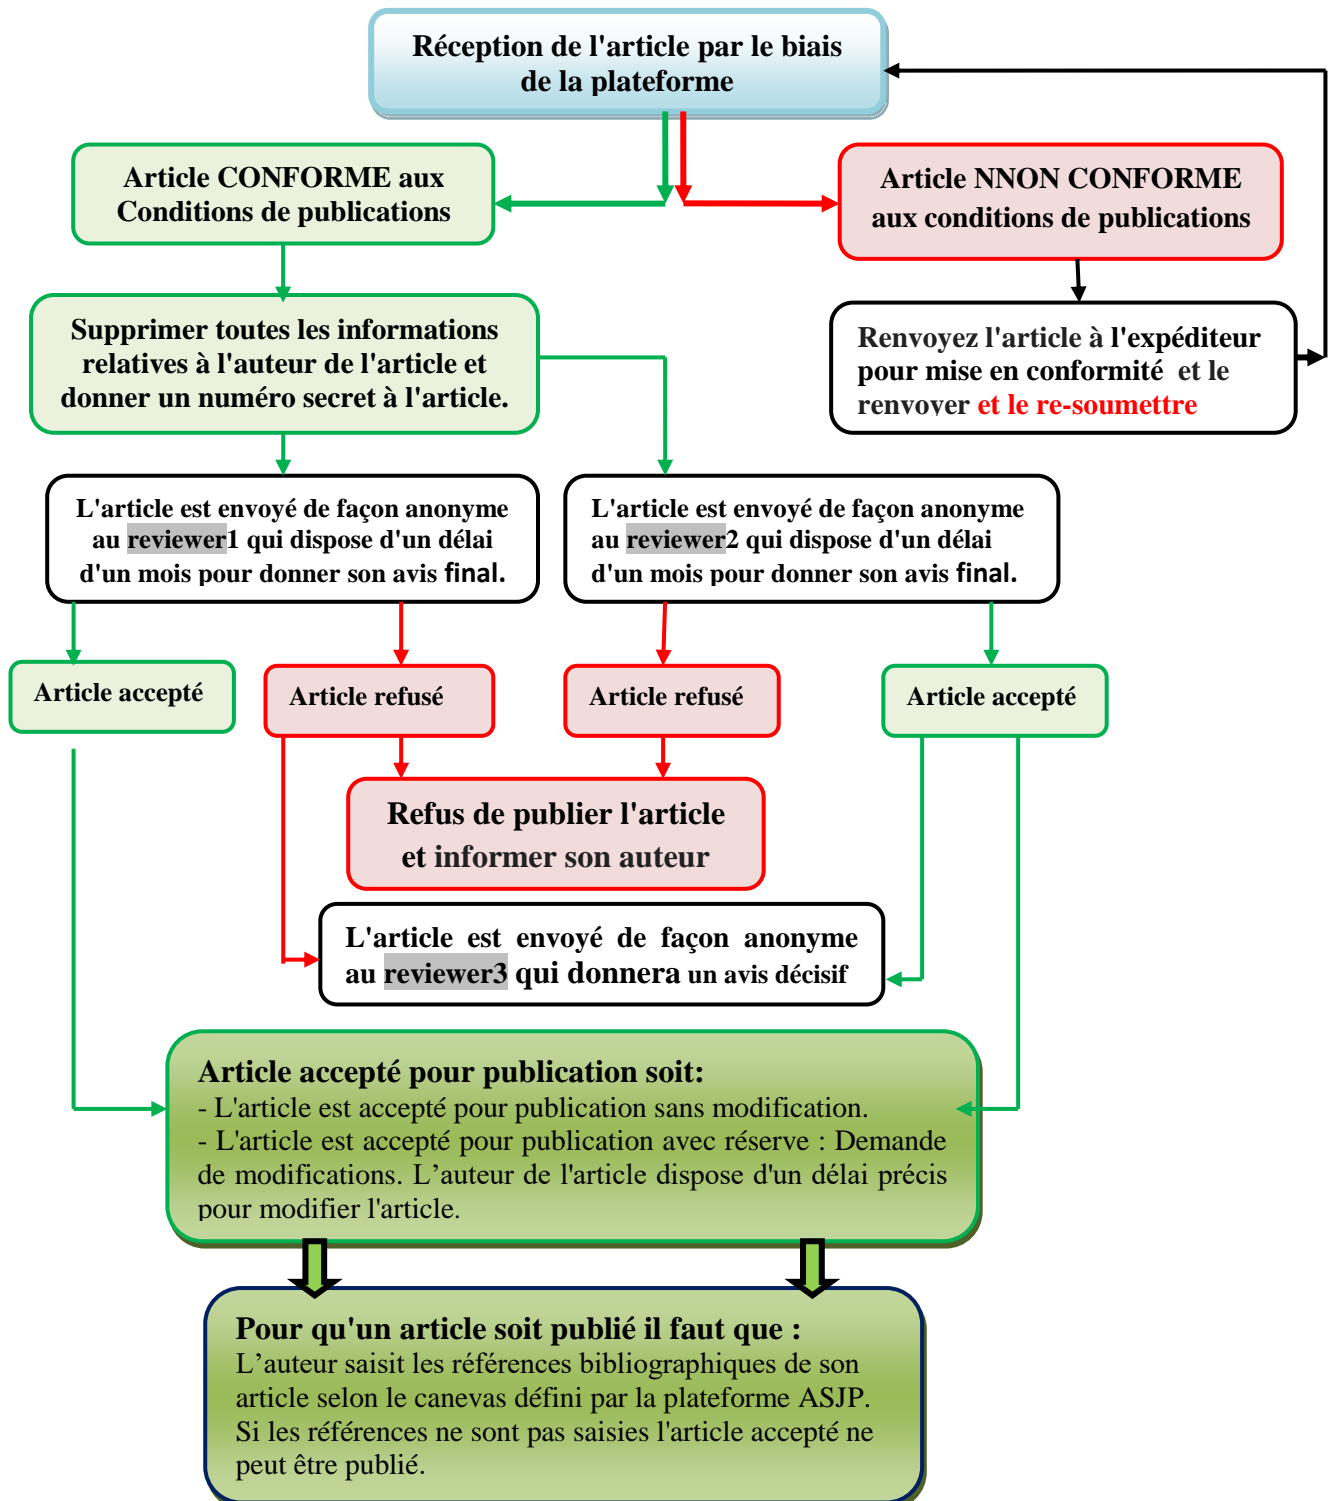 Réception de l'article par le biais
de la plateforme
Article CONFORME aux
Conditions de publications
Article NNON CONFORME
aux conditions de publications
Supprimer toutes les informations
relatives à l'auteur de l'article et
donner un numéro secret à l'article.
Renvoyez l'article à l'expéditeur
pour mise en conformité et le
renvoyer et le re-soumettre
L'article est envoyé de façon anonyme
au reviewer1 qui dispose d'un délai
d'un mois pour donner son avis final.
L'article est envoyé de façon anonyme
au reviewer2 qui dispose d'un délai
d'un mois pour donner son avis final.
Article accepté
Article refusé
Article refusé
Article accepté
Refus de publier l'article
et informer son auteur
L'article est envoyé de façon anonyme
au reviewer3 qui donnera un avis décisif
Article accepté pour publication soit:
- L'article est accepté pour publication sans modification.
- L'article est accepté pour publication avec réserve : Demande
de modifications. L’auteur de l'article dispose d'un délai précis
pour modifier l'article.
Pour qu'un article soit publié il faut que :
L’auteur saisit les références bibliographiques de son
article selon le canevas défini par la plateforme ASJP.
Si les références ne sont pas saisies l'article accepté ne
peut être publié.